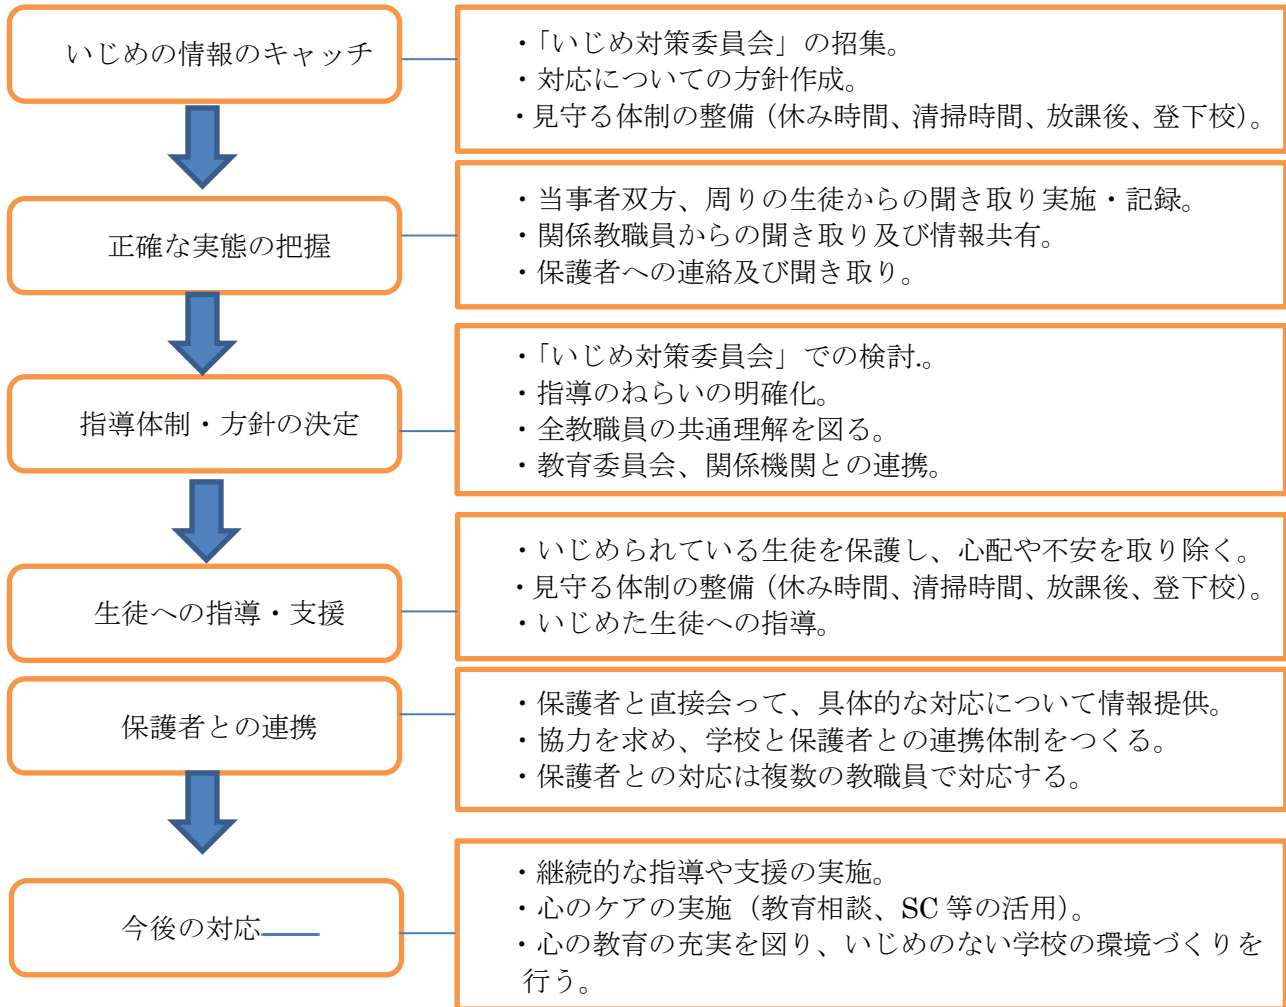 いじめの情報のキャッチ
・「いじめ対策委員会」の招集。
・対応についての方針作成。
・見守る体制の整備（休み時間、清掃時間、放課後、登下校）。
正確な実態の把握
・当事者双方、周りの生徒からの聞き取り実施・記録。
・関係教職員からの聞き取り及び情報共有。
・保護者への連絡及び聞き取り。
指導体制・方針の決定
・「いじめ対策委員会」での検討.。
・指導のねらいの明確化。
・全教職員の共通理解を図る。
・教育委員会、関係機関との連携。
生徒への指導・支援
・いじめられている生徒を保護し、心配や不安を取り除く。
・見守る体制の整備（休み時間、清掃時間、放課後、登下校）。
・いじめた生徒への指導。
保護者との連携
・保護者と直接会って、具体的な対応について情報提供。
・協力を求め、学校と保護者との連携体制をつくる。
・保護者との対応は複数の教職員で対応する。
今後の対応
・継続的な指導や支援の実施。
・心のケアの実施（教育相談、SC 等の活用）。
・心の教育の充実を図り、いじめのない学校の環境づくりを
行う。